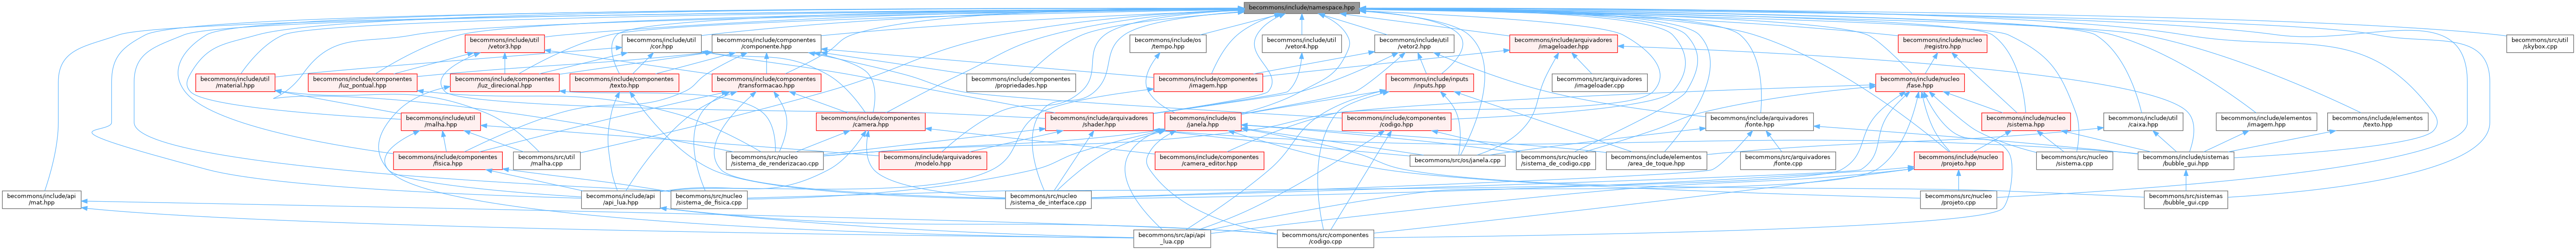 becommons/include/namespace.hpp
becommons/include/util
/vetor3.hpp
becommons/include/util
/cor.hpp
becommons/include/componentes
/componente.hpp
becommons/include/os
/tempo.hpp
becommons/include/util
/vetor4.hpp
becommons/include/util
/vetor2.hpp
becommons/include/arquivadores
/imageloader.hpp
becommons/include/nucleo
/registro.hpp
becommons/src/util
/skybox.cpp
becommons/include/util
/material.hpp
becommons/include/componentes
/luz_pontual.hpp
becommons/include/componentes
/luz_direcional.hpp
becommons/include/componentes
/texto.hpp
becommons/include/componentes
/transformacao.hpp
becommons/include/componentes
/propriedades.hpp
becommons/include/componentes
/imagem.hpp
becommons/include/inputs
/inputs.hpp
becommons/src/arquivadores
/imageloader.cpp
becommons/include/nucleo
/fase.hpp
becommons/include/util
/malha.hpp
becommons/include/componentes
/camera.hpp
becommons/include/arquivadores
/shader.hpp
becommons/include/os
/janela.hpp
becommons/include/componentes
/codigo.hpp
becommons/include/arquivadores
/fonte.hpp
becommons/include/nucleo
/sistema.hpp
becommons/include/util
/caixa.hpp
becommons/include/elementos
/imagem.hpp
becommons/include/elementos
/texto.hpp
becommons/include/componentes
/fisica.hpp
becommons/src/util
/malha.cpp
becommons/src/nucleo
/sistema_de_renderizacao.cpp
becommons/include/arquivadores
/modelo.hpp
becommons/include/componentes
/camera_editor.hpp
becommons/src/os/janela.cpp
becommons/src/nucleo
/sistema_de_codigo.cpp
becommons/include/elementos
/area_de_toque.hpp
becommons/src/arquivadores
/fonte.cpp
becommons/include/nucleo
/projeto.hpp
becommons/src/nucleo
/sistema.cpp
becommons/include/sistemas
/bubble_gui.hpp
becommons/include/api
/mat.hpp
becommons/include/api
/api_lua.hpp
becommons/src/nucleo
/sistema_de_fisica.cpp
becommons/src/nucleo
/sistema_de_interface.cpp
becommons/src/nucleo
/projeto.cpp
becommons/src/sistemas
/bubble_gui.cpp
becommons/src/api/api
_lua.cpp
becommons/src/componentes
/codigo.cpp